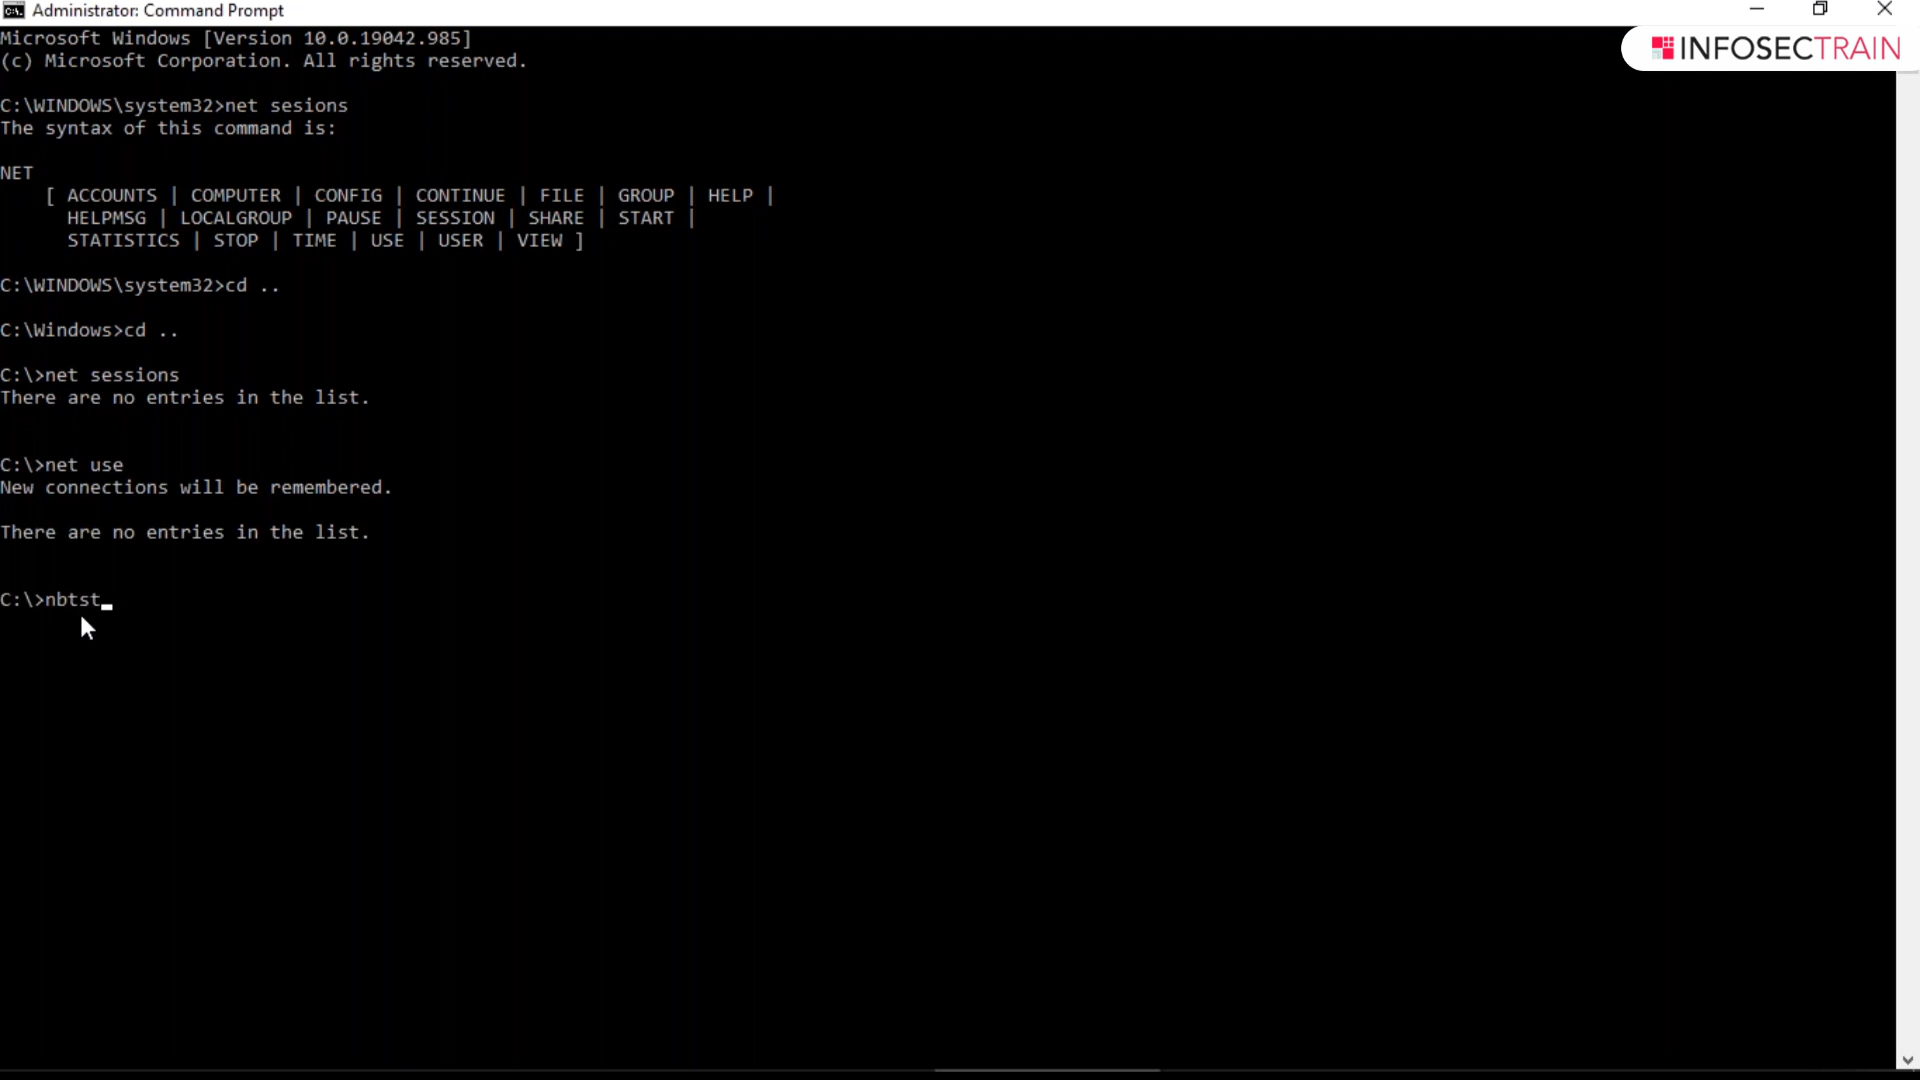 Administrator: Command Prompt
Microsoft Windows [Version 10.0.19042.985]
(c) Microsoft Corporation. All rights reserved.
INFOSECTRAIN
C:\WINDOWS\system32>net sesions
The syntax of this command is:
NET
[ ACCOUNTS | COMPUTER | CONFIG | CONTINUE | FILE | GROUP | HELP |
HELPMSG | LOCALGROUP | PAUSE | SESSION | SHARE | START |
STATISTICS | STOP | TIME | USE | USER | VIEW ]
C:\WINDOWS\system32>cd ..
C:\Windows>cd ..
C:\>net sessions
There are no entries in the list.
C:\>net use
New connections will be remembered.
There are no entries in the list.
C:\>nbtst